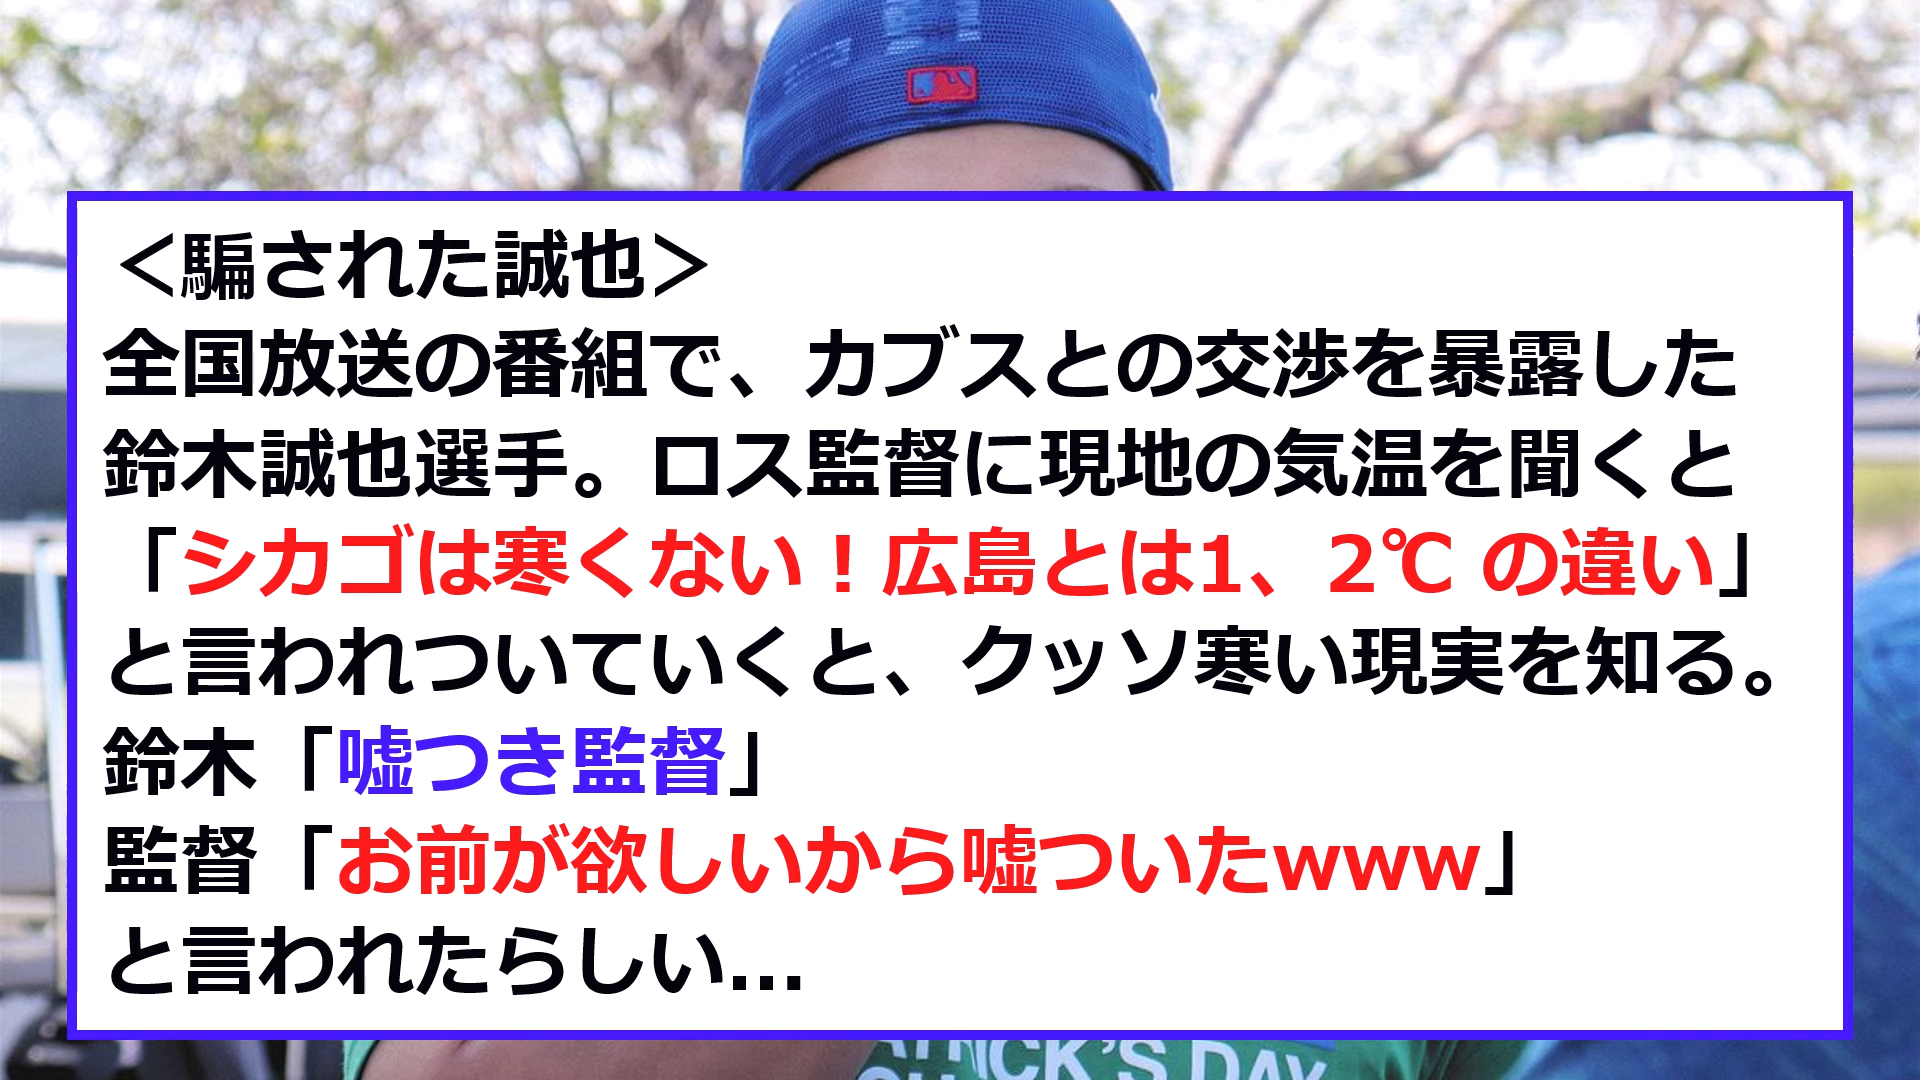 ＜騙された誠也＞
全国放送の番組で、カブスとの交渉を暴露した
鈴木誠也選手。ロス監督に現地の気温を聞くと
「シカゴは寒くない！広島とは1、2℃ の違い」
と言われついていくと、クッソ寒い現実を知る。
鈴木「嘘つき監督」
監督「お前が欲しいから嘘ついたwww」
と言われたらしい...
PATRICK'S DAY